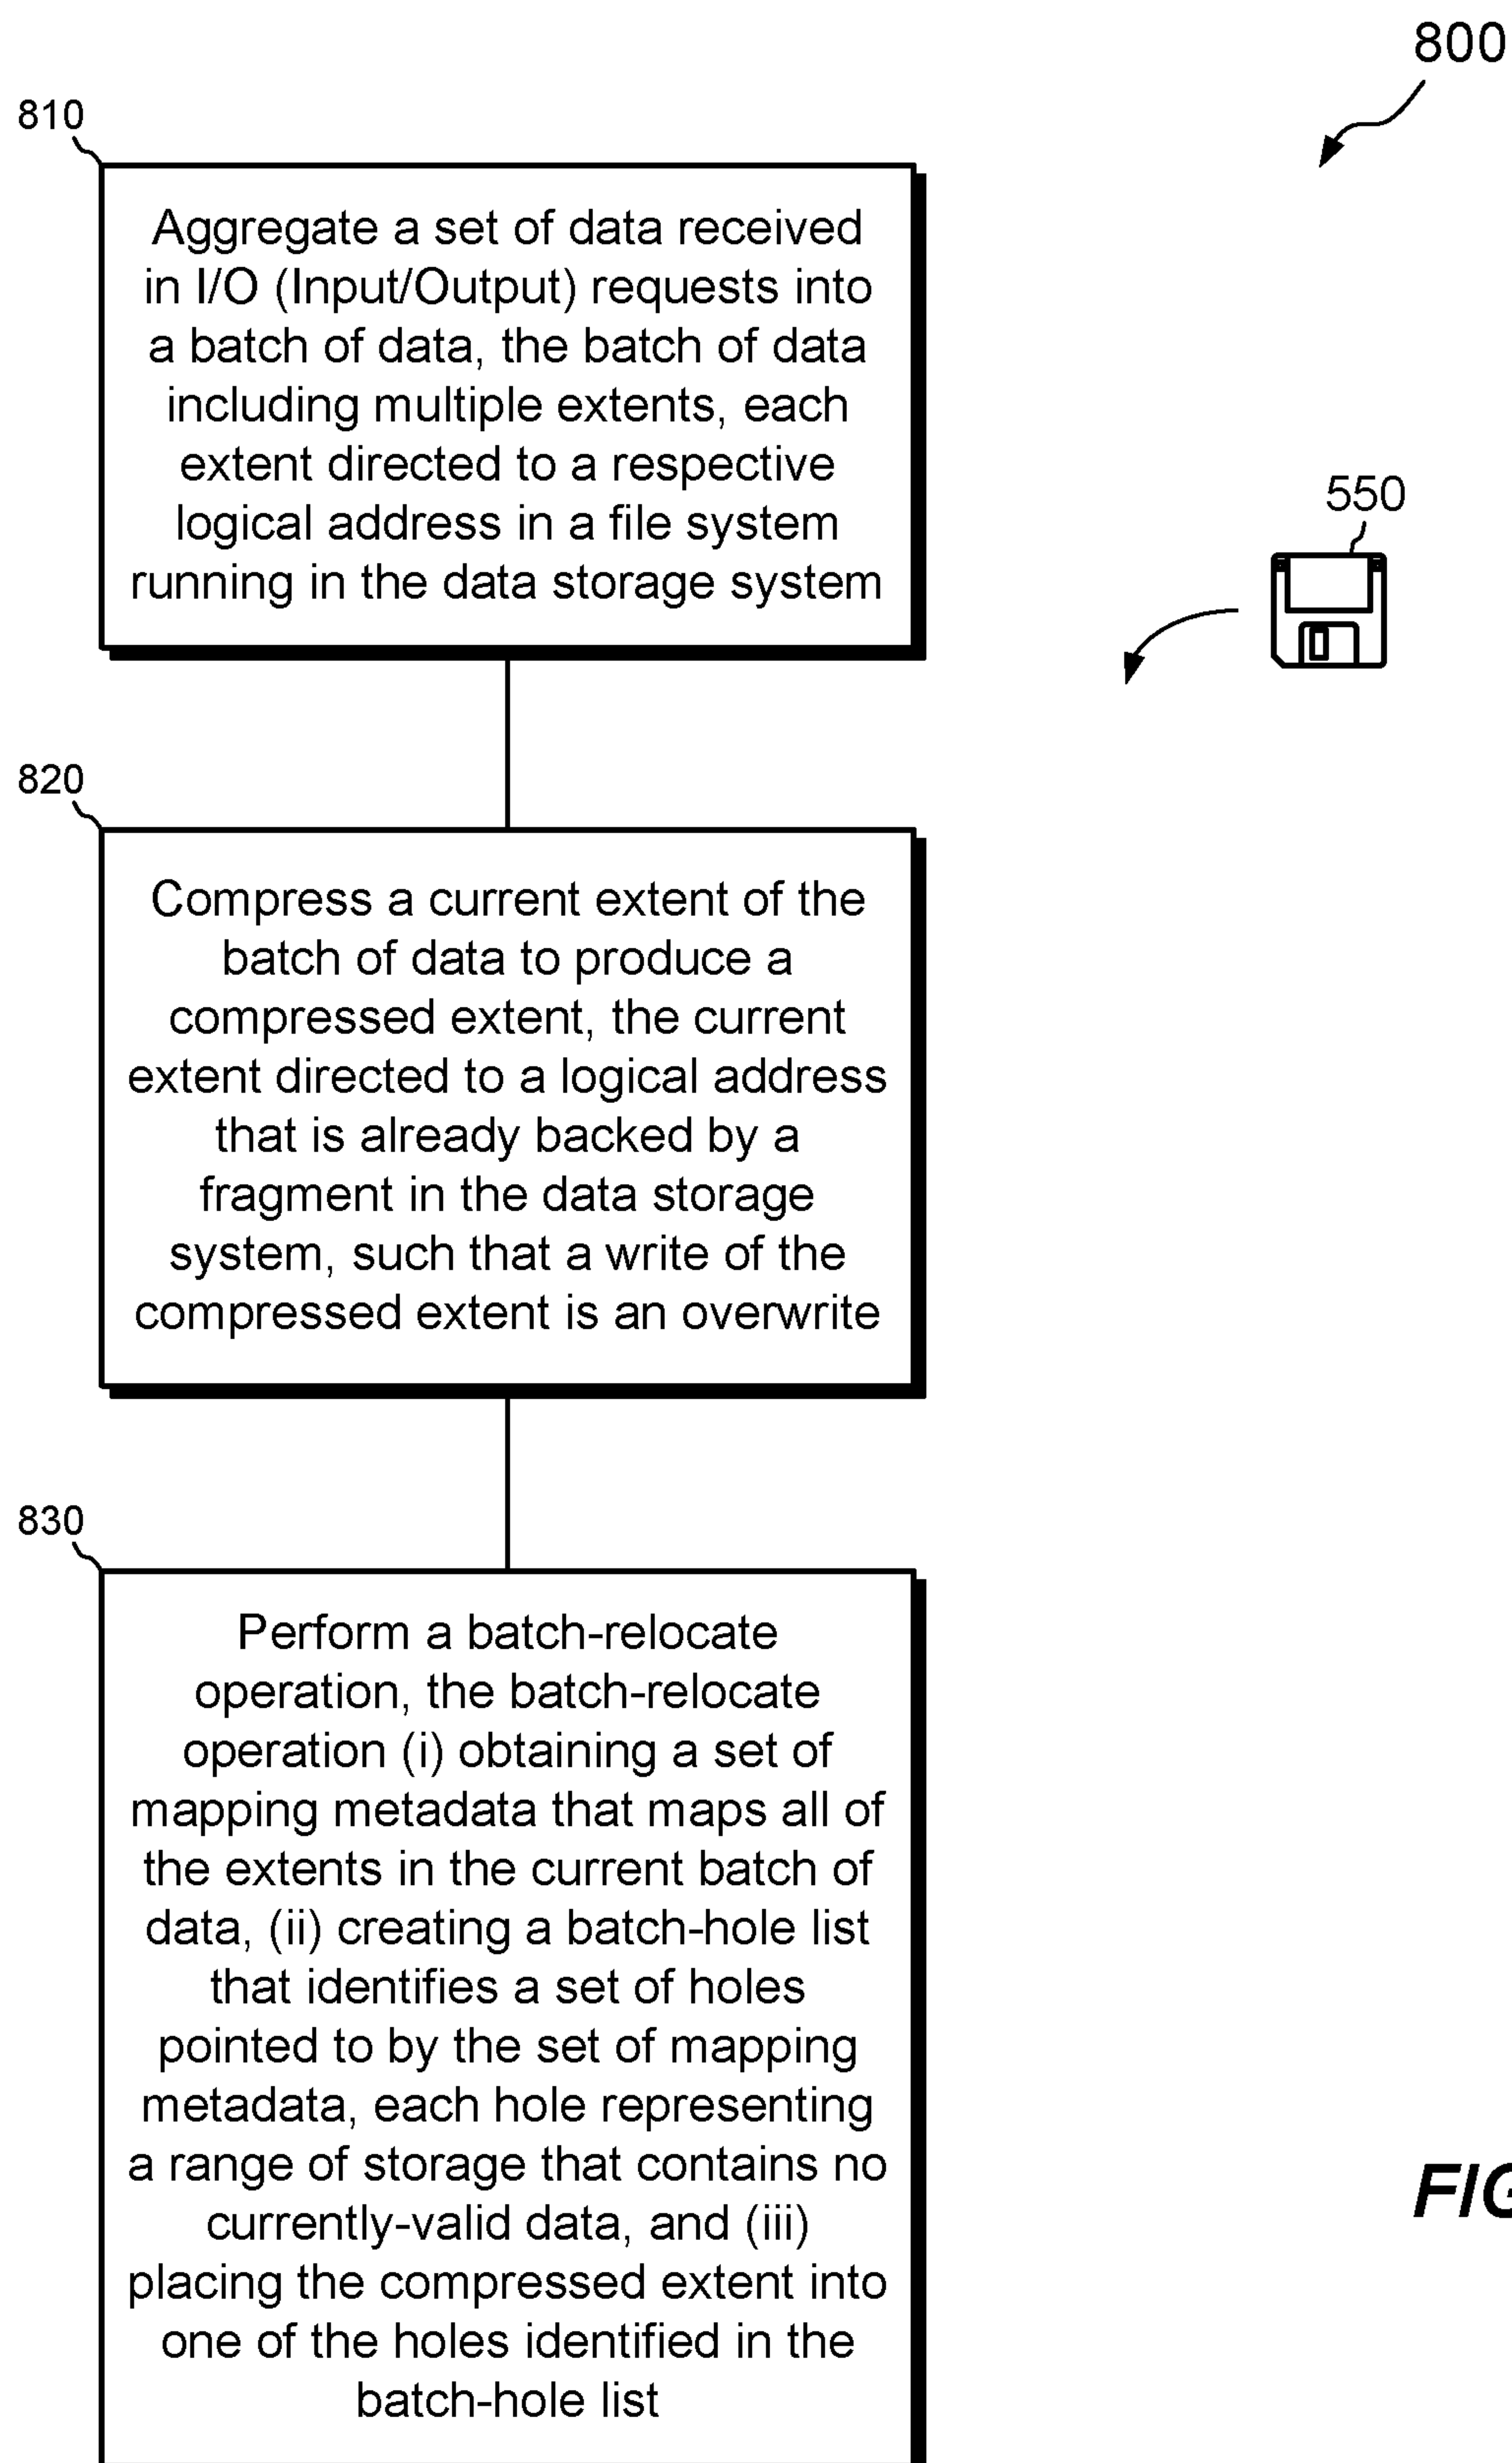 800
810
Aggregate a set of data received
in I/O (Input/Output) requests into
a batch of data, the batch of data
including multiple extents, each
extent directed to a respective
logical address in a file system
running in the data storage system
550
820
Compress a current extent of the
batch of data to produce a
compressed extent, the current
extent directed to a logical address
that is already backed by a
fragment in the data storage
system, such that a write of the
compressed extent is an overwrite
830
Perform a batch-relocate
operation, the batch-relocate
operation (i) obtaining a set of
mapping metadata that maps all of
the extents in the current batch of
data, (ii) creating a batch-hole list
that identifies a set of holes
pointed to by the set of mapping
metadata, each hole representing
a range of storage that contains no
currently-valid data, and (iii)
placing the compressed extent into
one of the holes identified in the
batch-hole list